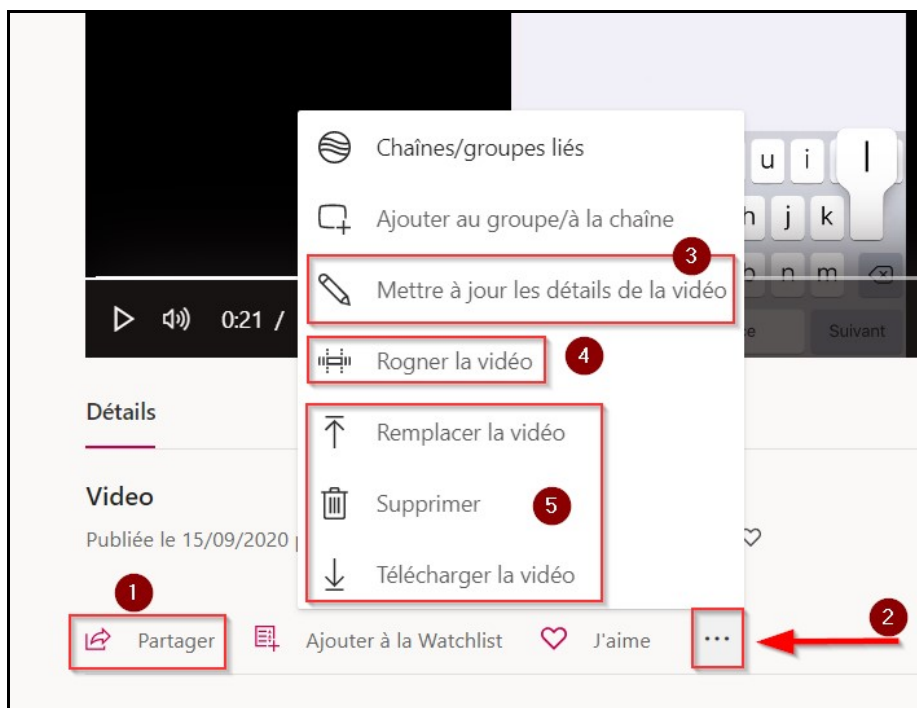 Chaînes/groupes liés
u i l
Ajouter au groupe/à la chaîne
h j k
3
Mettre à jour les détails de la vidéo
b n m
0:21 /
Suivant
Rogner la vidéo
4
Détails
Remplacer la vidéo
Video
Supprimer
5
Publiée le 15/09/2020
Télécharger la vidéo
1
2
Partager Ajouter à la Watchlist J'aime ...